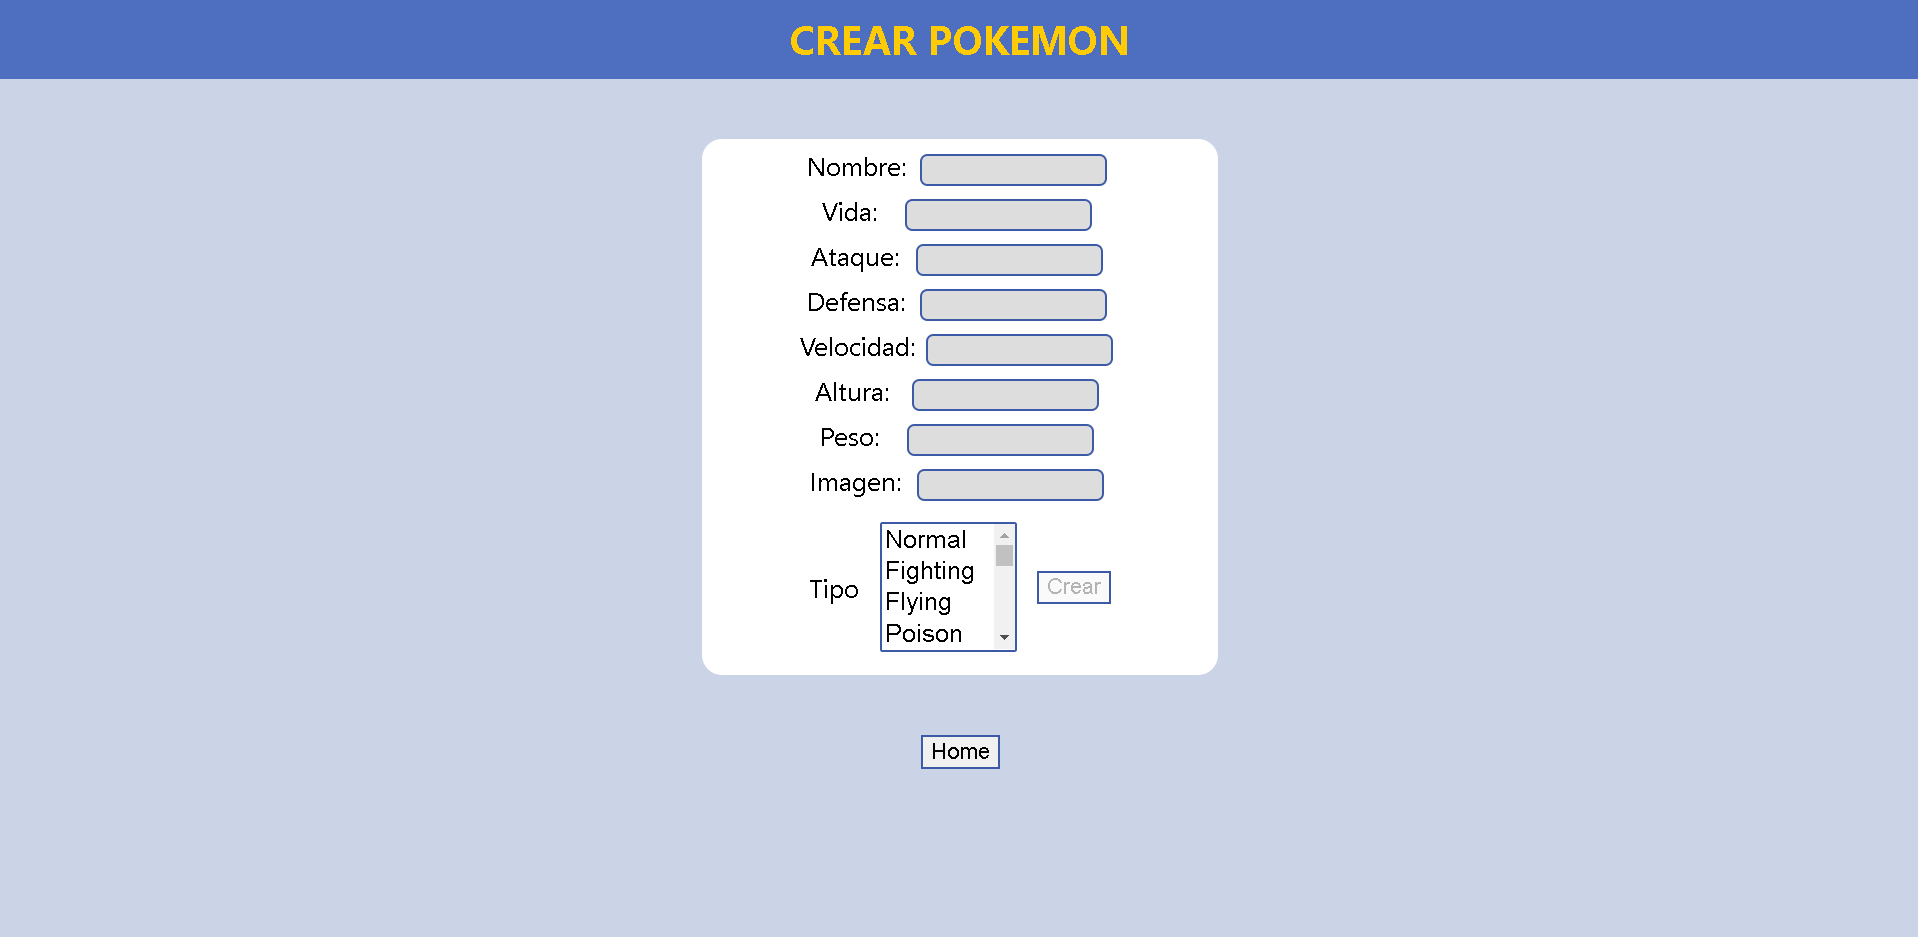 CREAR POKEMON
Nombre:
Vida:
Ataque:
Defensa:
Velocidad:
Altura:
Peso:
Imagen:
Normal
Fighting
Flying
Poison
Tipo
Crear
Home